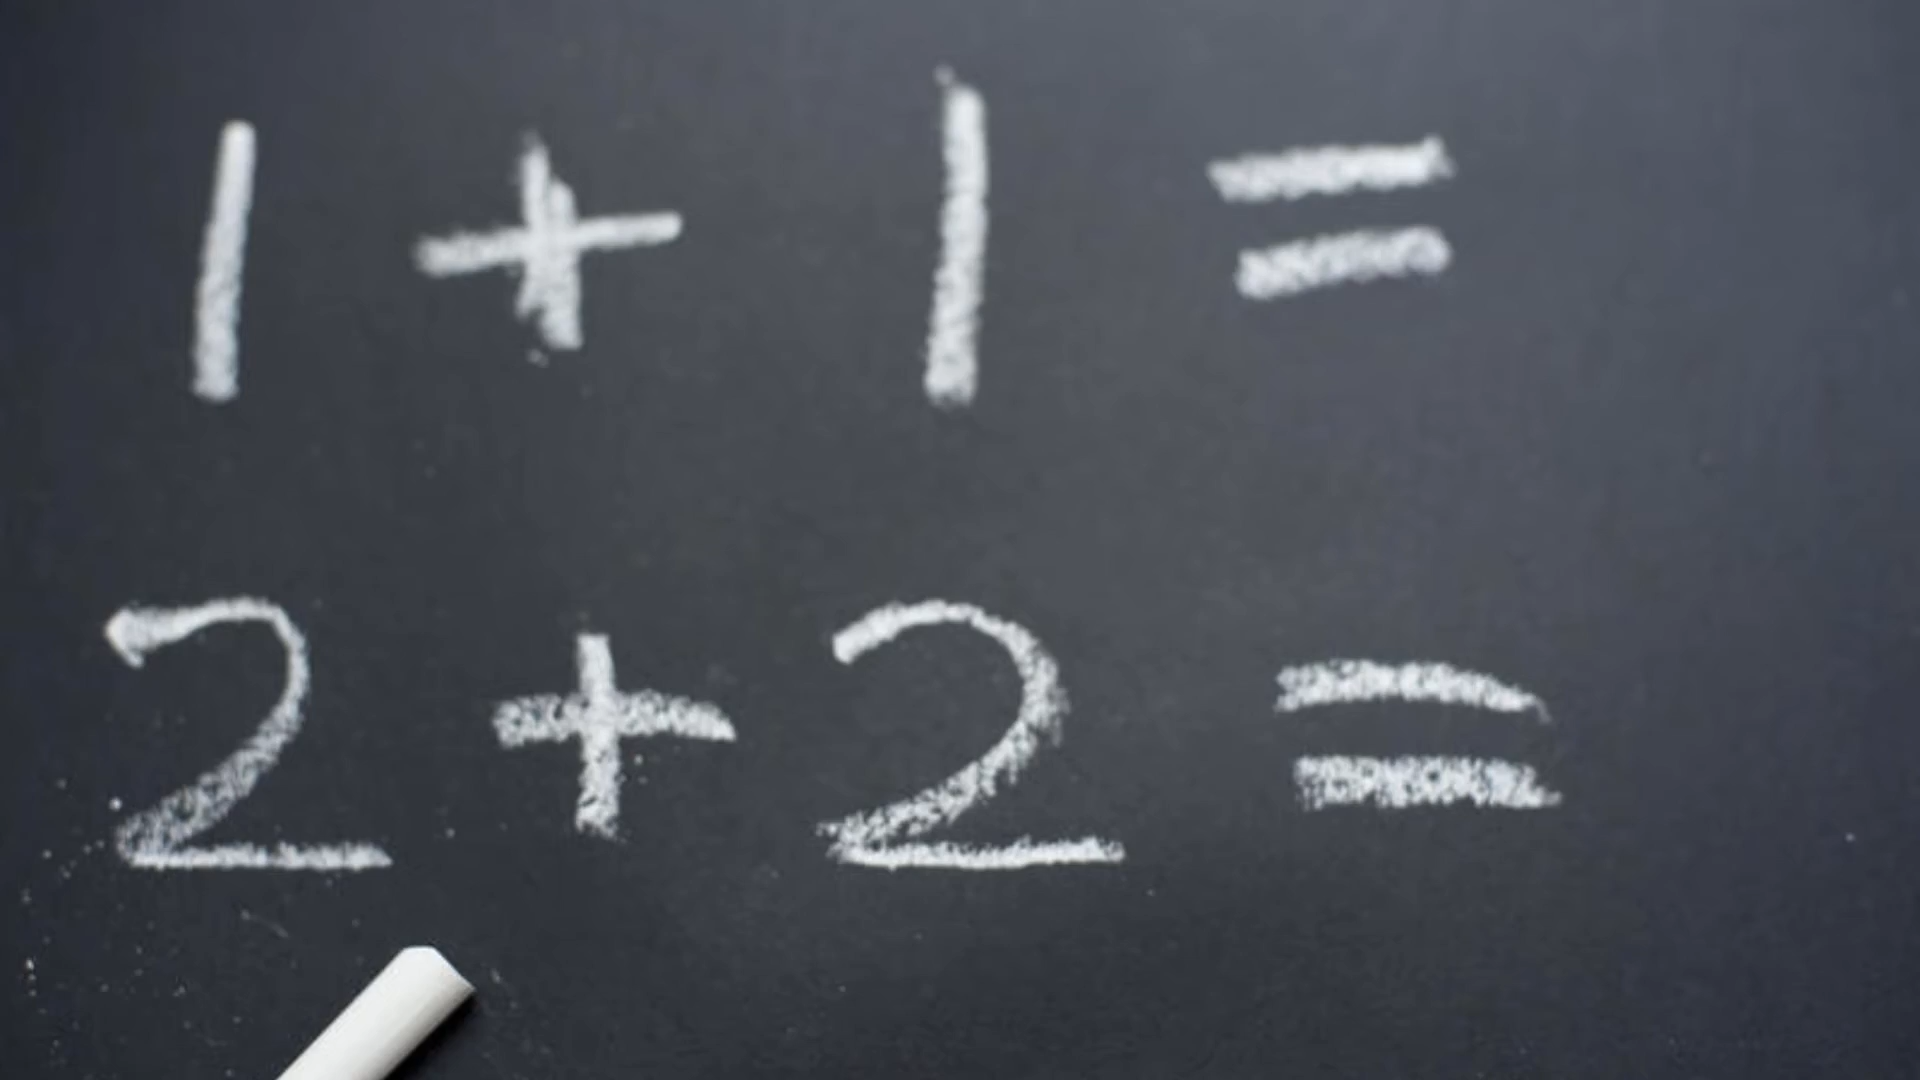 1 + 1 =
2 + 2 =